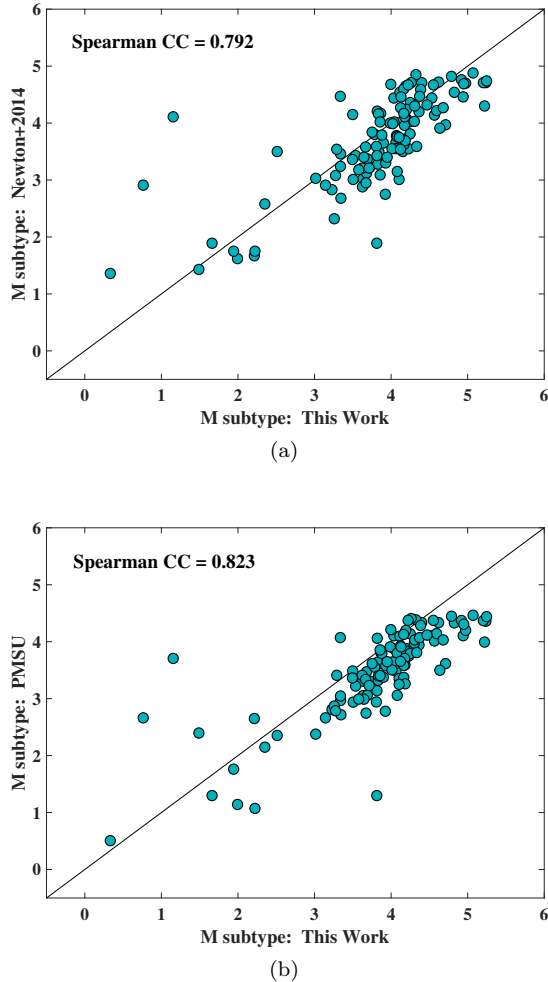 Spearman CC = 0.792
6
5
4
3
2
1
0
M subtype: Newton+2014
0 1 2 3 4 5 6
M subtype: This Work
(a)
Spearman CC = 0.823
6
5
4
3
2
1
0
M subtype: PMSU
0 1 2 3 4 5 6
M subtype: This Work
(b)